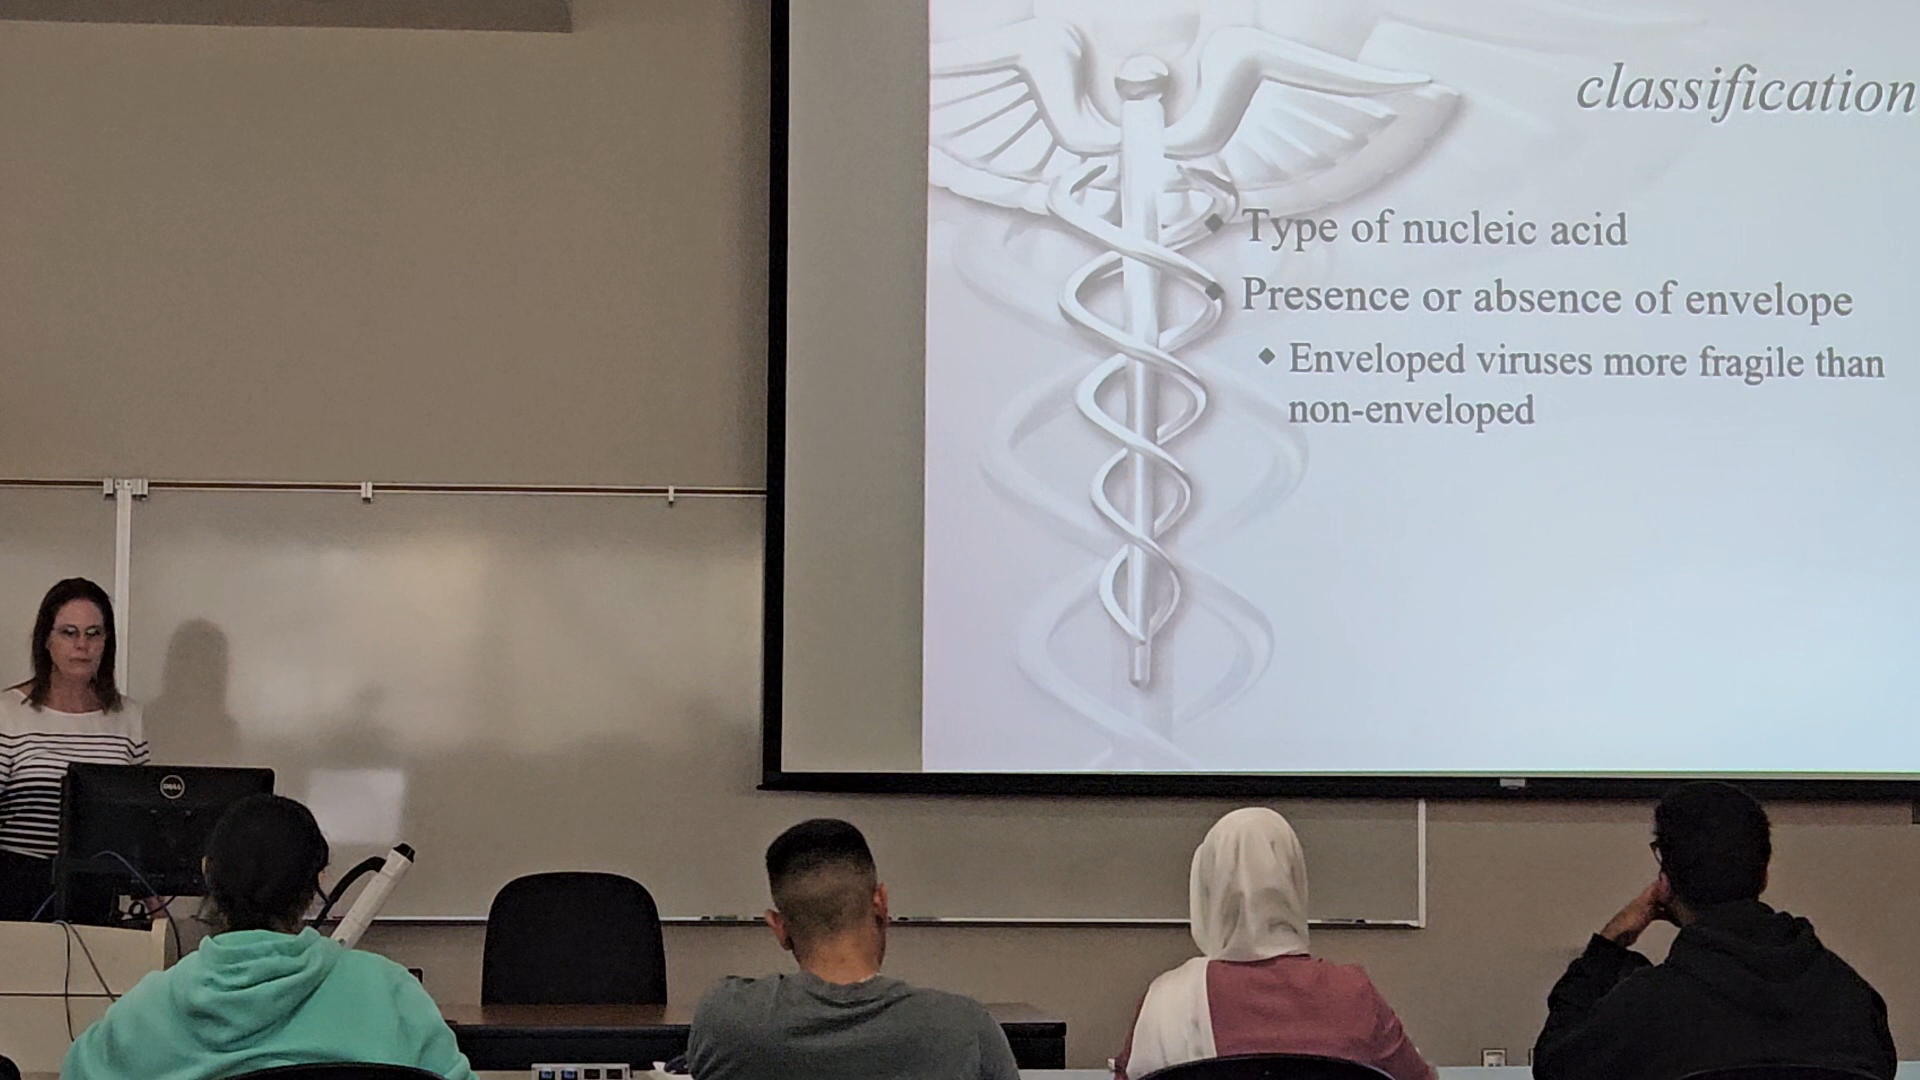 classification
Type of nucleic acid
Presence or absence of envelope
Enveloped viruses more fragile than
non-enveloped
DELL